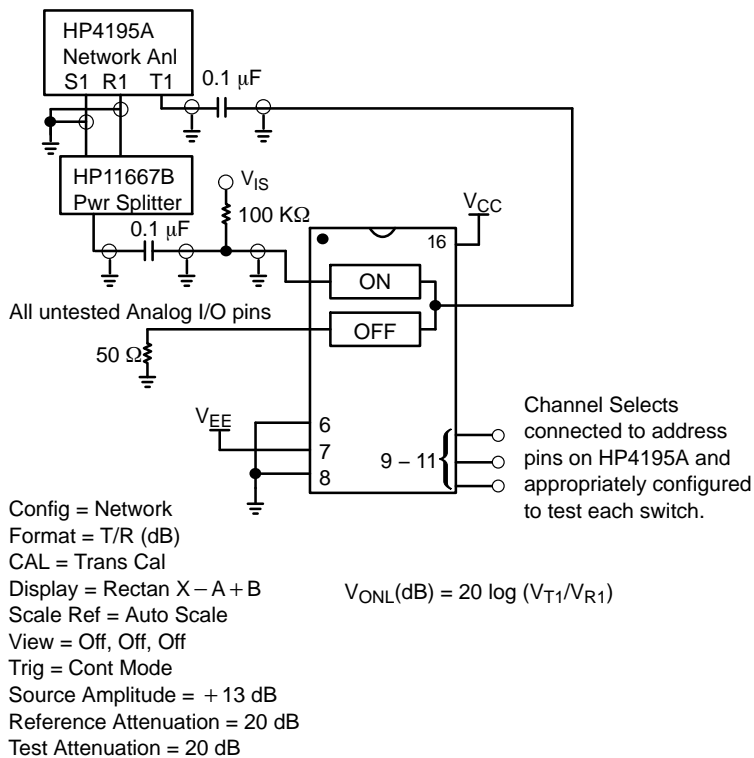 HP4195A
Network Anl
S1 R1 T1
0.1 μF
HP11667B
Pwr Splitter
V_IS
100 KΩ
0.1 μF
V_CC
16
ON
OFF
All untested Analog I/O pins
50 Ω
V_EE
6
7
8
9 – 11
Channel Selects
connected to address
pins on HP4195A and
appropriately configured
to test each switch.
Config = Network
Format = T/R (dB)
CAL = Trans Cal
Display = Rectan X – A + B
Scale Ref = Auto Scale
View = Off, Off, Off
Trig = Cont Mode
Source Amplitude = + 13 dB
Reference Attenuation = 20 dB
Test Attenuation = 20 dB
V_ONL(dB) = 20 log (V_T1/V_R1)